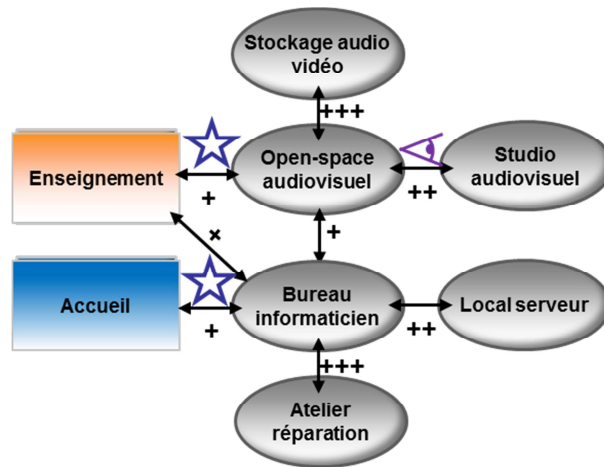 Stockage audio
vidéo
+++
Enseignement
+
Open-space
audiovisuel
++
Studio
audiovisuel
+
+
Accueil
+
Bureau
informaticien
++
Local serveur
+++
Atelier
réparation